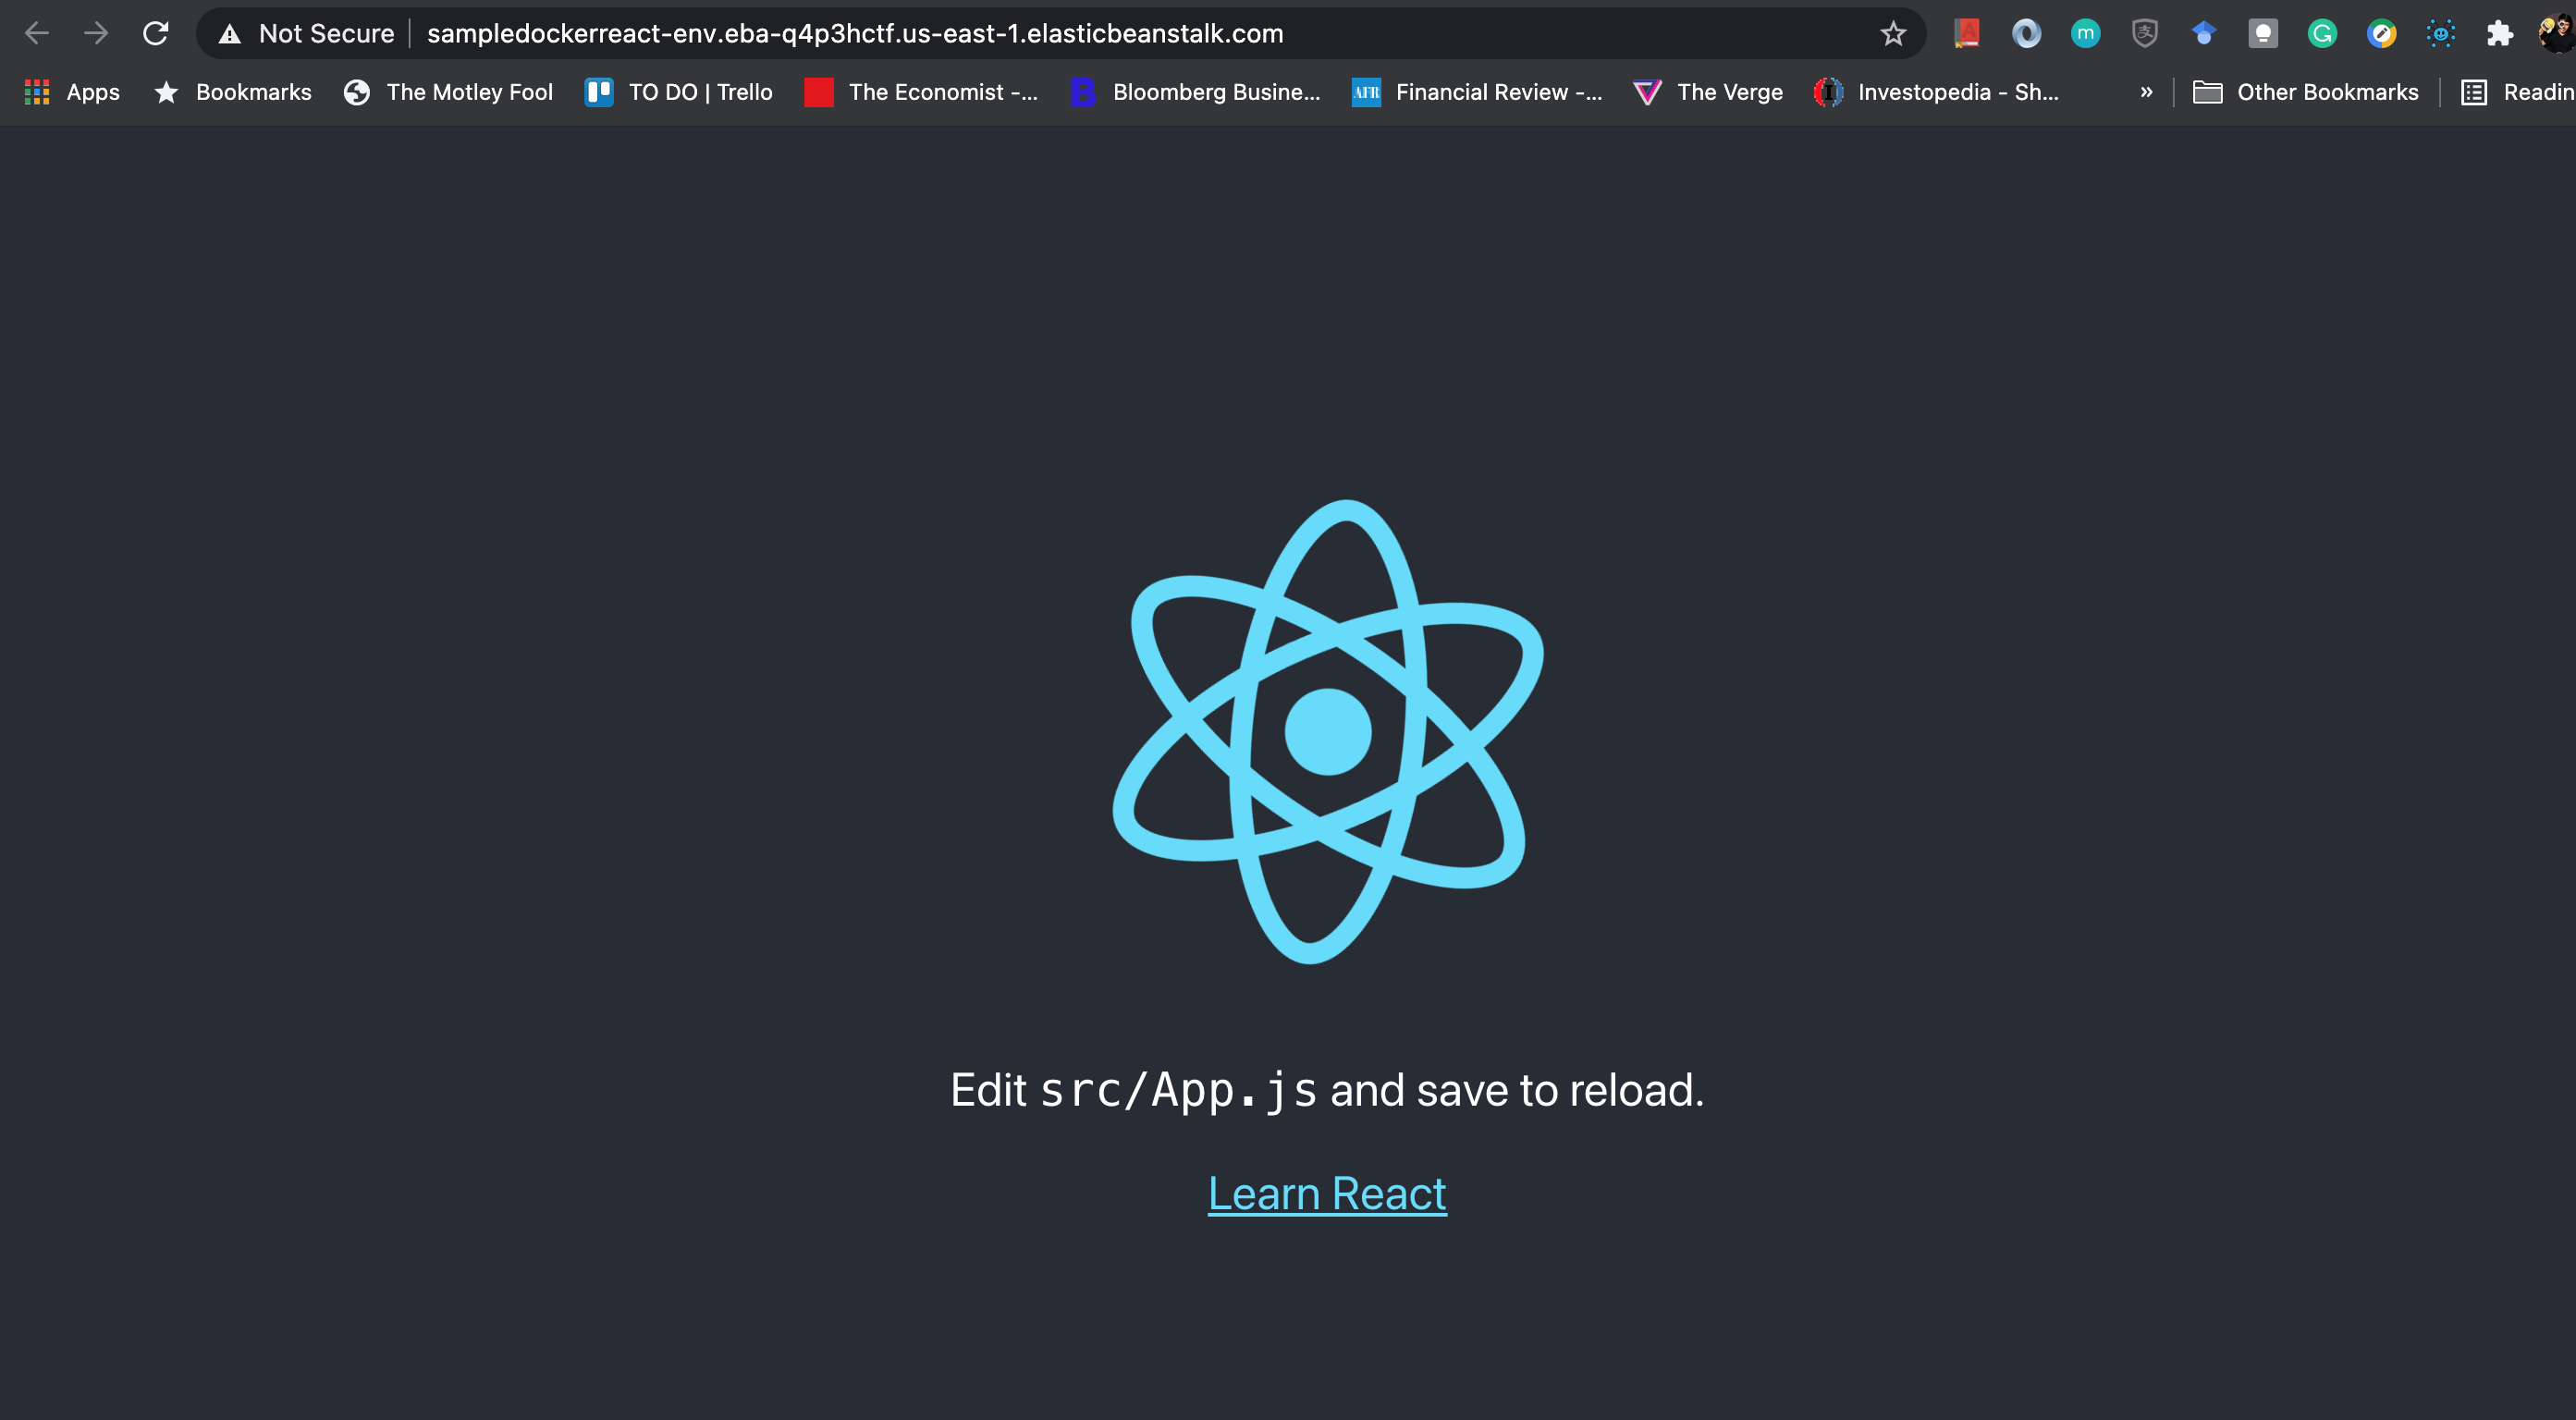 Not Secure sampledockerreact-env.eba-q4p3hctf.us-east-1.elasticbeanstalk.com
Apps Bookmarks The Motley Fool TO DO | Trello The Economist -... Bloomberg Busine... AFR Financial Review -... The Verge Investopedia - Sh... » Other Bookmarks Readin
Edit src/App.js and save to reload.
Learn React